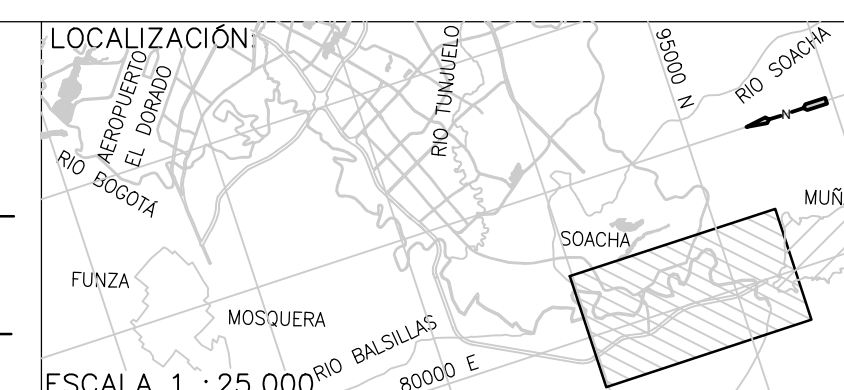 LOCALIZACIÓN:
AEROPUERTO
EL DORADO
RIO BOGOTÁ
RIO TUNJUELO
95000 N
RIO SOACHA
N
MUÑ
SOACHA
FUNZA
MOSQUERA
RIO BALSILLAS
80000 E
ESCALA 1 : 25.000